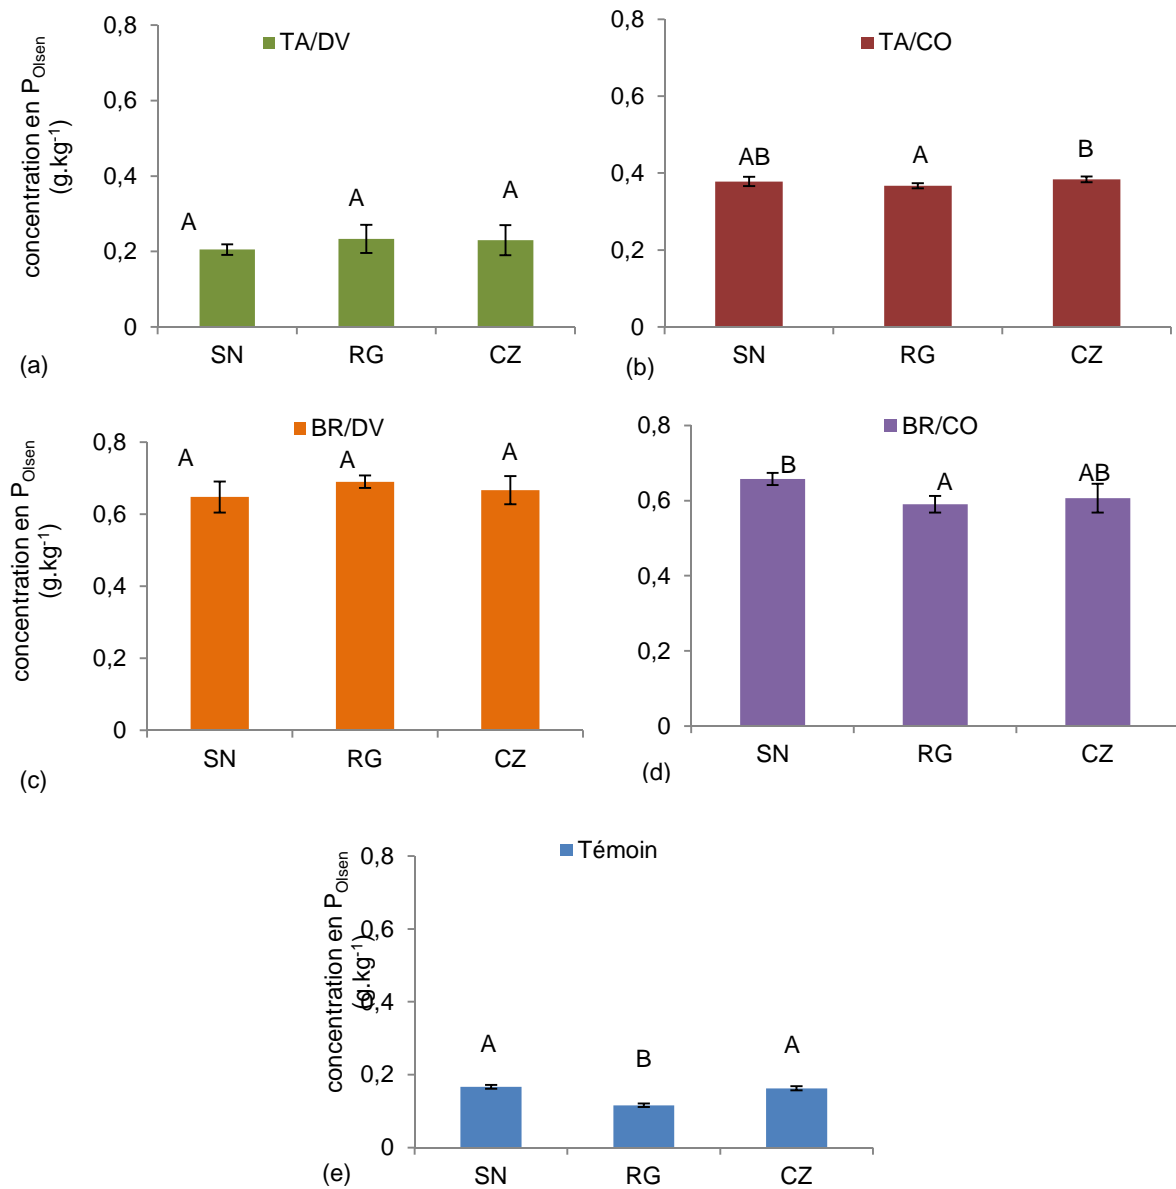 TA/DV
concentration en P Olsen
(g.kg-1)
0,8
0,6
0,4
0,2
0
A
A
A
SN RG CZ
(a)
TA/CO
0,8
0,6
0,4
0,2
0
AB
A
B
SN RG CZ
(b)
BR/DV
concentration en P Olsen
(g.kg-1)
0,8
0,6
0,4
0,2
0
A
A
A
SN RG CZ
(c)
BR/CO
0,8
0,6
0,4
0,2
0
B
A
AB
SN RG CZ
(d)
Témoin
concentration en P Olsen
(g.kg-1)
0,8
0,6
0,4
0,2
0
A
B
A
SN RG CZ
(e)